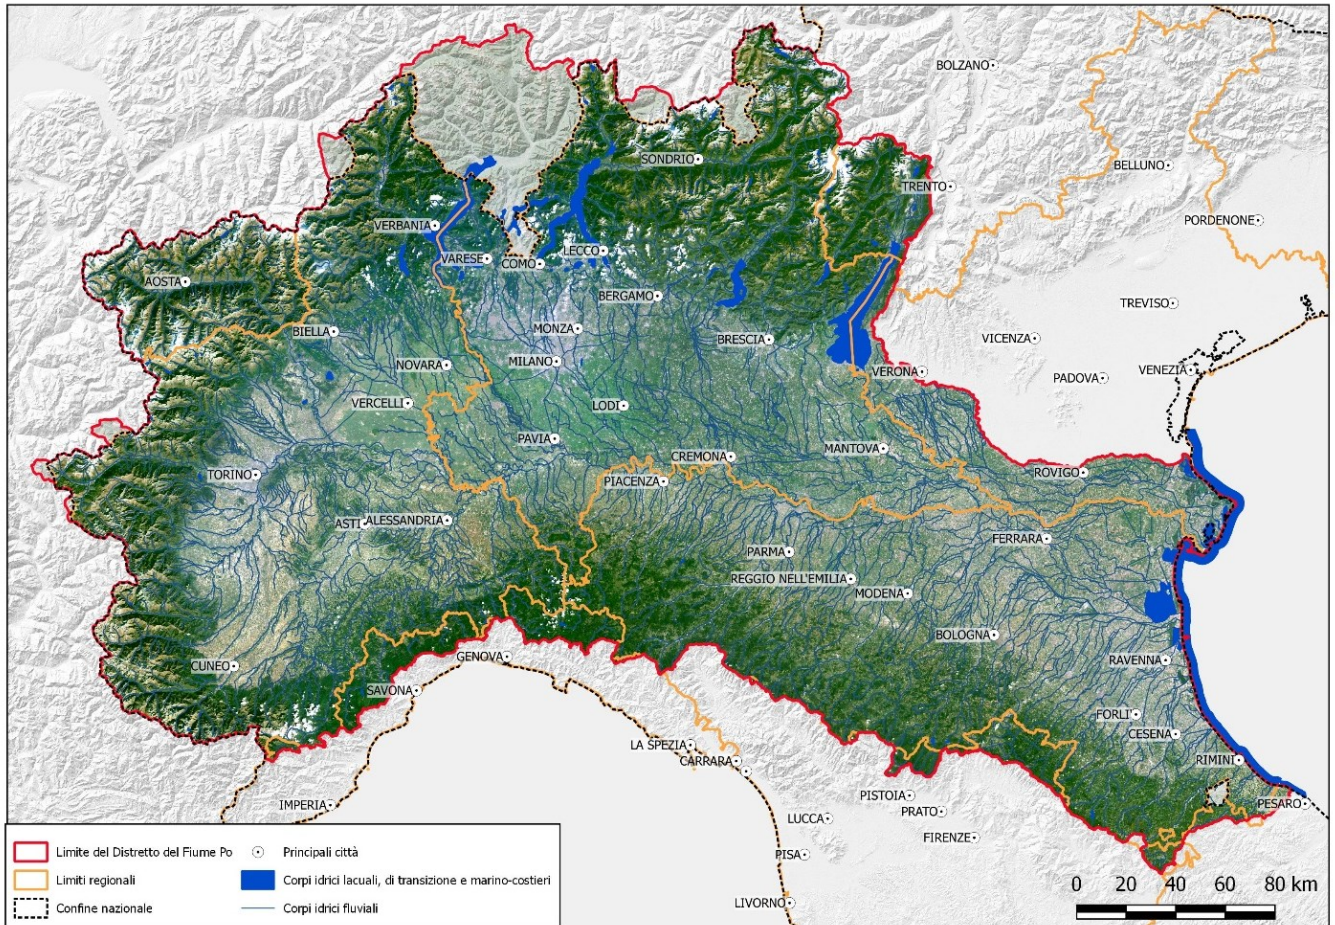 BOLZANO
SONDRIO
BELLUNO
TRENTO
PORDENONE
VERBANIA
LECCO
VARESE
COMO
AOSTA
BERGAMO
TREVISO
BIELLA
MONZA
BRESCIA
VICENZA
MILANO
NOVARA
VERONA
PADOVA
VENEZIA
VERCELLI
LODI
PAVIA
MANTOVA
CREMONA
TORINO
ROVIGO
PIACENZA
ASTI
ALESSANDRIA
FERRARA
PARMA
REGGIO NELL'EMILIA
MODENA
BOLOGNA
GENOVA
RAVENNA
CUNEO
SAVONA
FORLI'
CESENA
LA SPEZIA
CARRARA
RIMINI
PISTOIA
IMPERIA
PESARO
PRATO
LUCCA
FIRENZE
PISA
LIVORNO
Limite del Distretto del Fiume Po
Principali città
Limiti regionali
Corpi idrici lacuali, di transizione e marino-costieri
Confine nazionale
Corpi idrici fluviali
0 20 40 60 80 km